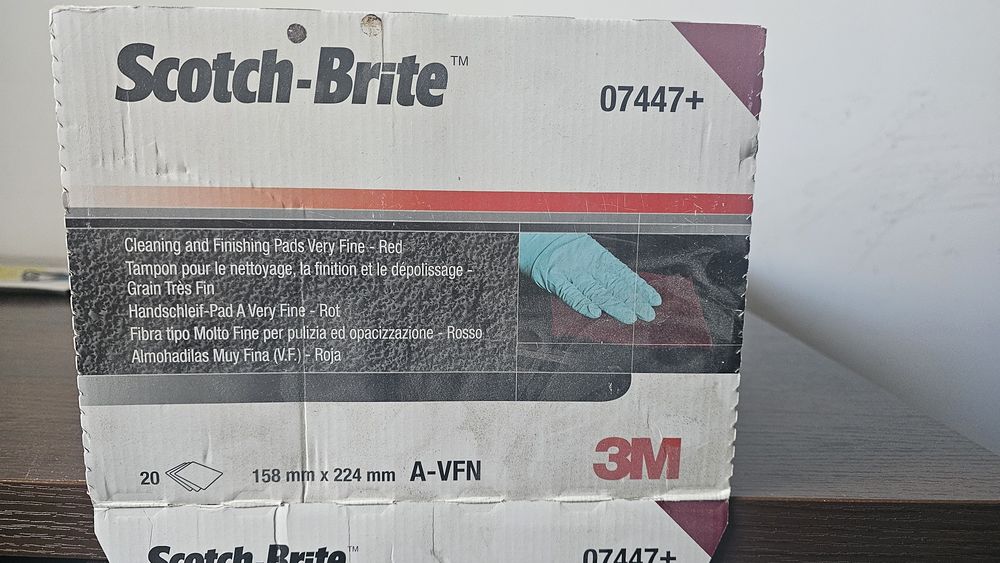 Scotch-Brite™
07447+
Cleaning and Finishing Pads Very Fine - Red
Tampon pour le nettoyage, la finition et le dépolissage -
Grain Très Fin
Handschleif-Pad A Very Fine - Rot
Fibra tipo Molto Fine per pulizia ed opacizzazione - Rosso
Almohadilas Muy Fina (V.F.) - Roja
20
158 mm x 224 mm A-VFN
3M
Scotch-Brite™
07447+